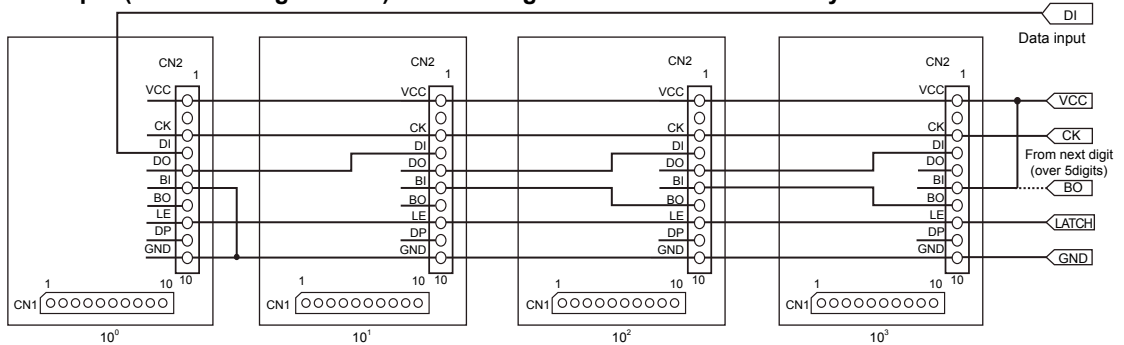 DI
Data input
CN2 CN2 CN2 CN2
1 1 1 1
VCC VCC VCC VCC VCC
CK CK CK CK CK
DI DI DI DI
From next digit
(over 5digits)
DO DO DO DO
BI BI BI BI
BO
BO BO BO BO
LE LE LE LE
LATCH
DP DP DP DP
GND GND GND GND GND
1 10 10 1 10 10 1 10 10 1 10 10
CN1 CN1 CN1 CN1
10⁰ 10¹ 10² 10³